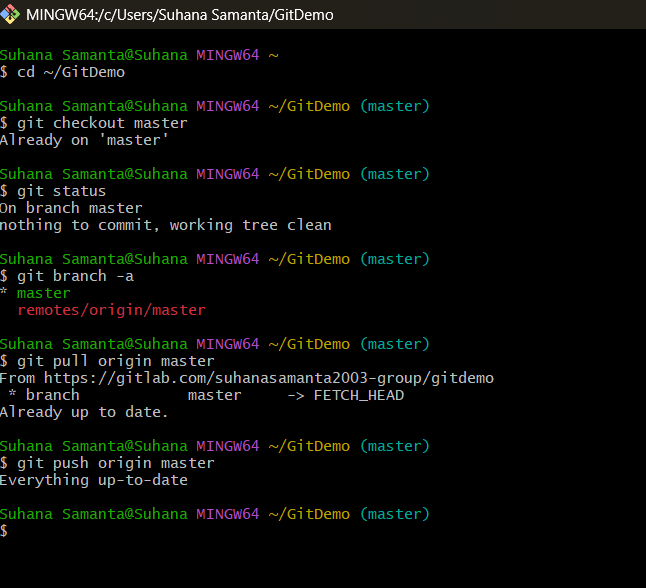 MINGW64:/c/Users/Suhana Samanta/GitDemo
Suhana Samanta@Suhana MINGW64 ~
$ cd ~/GitDemo
Suhana Samanta@Suhana MINGW64 ~/GitDemo (master)
$ git checkout master
Already on 'master'
Suhana Samanta@Suhana MINGW64 ~/GitDemo (master)
$ git status
On branch master
nothing to commit, working tree clean
Suhana Samanta@Suhana MINGW64 ~/GitDemo (master)
$ git branch -a
* master
  remotes/origin/master
Suhana Samanta@Suhana MINGW64 ~/GitDemo (master)
$ git pull origin master
From https://gitlab.com/suhanasamanta2003-group/gitdemo
 * branch            master     -> FETCH_HEAD
Already up to date.
Suhana Samanta@Suhana MINGW64 ~/GitDemo (master)
$ git push origin master
Everything up-to-date
Suhana Samanta@Suhana MINGW64 ~/GitDemo (master)
$